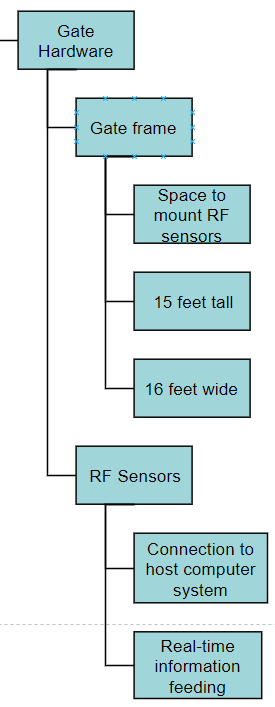 Gate
Hardware
Gate frame
Space to
mount RF
sensors
15 feet tall
16 feet wide
RF Sensors
Connection to
host computer
system
Real-time
information
feeding